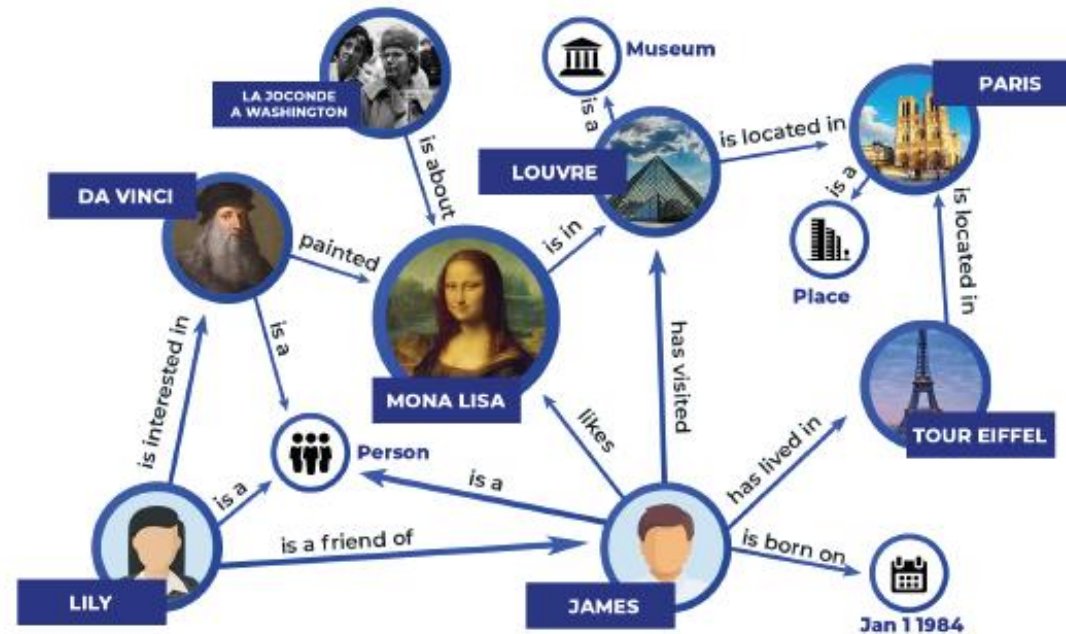 LA JOCONDE
A WASHINGTON
Museum
PARIS
is a
is located in
is about
LOUVRE
DA VINCI
is a
is located in
painted
is in
Place
is interested in
is a
has visited
MONA LISA
likes
TOUR EIFFEL
Person
has lived in
is a
is a
is a friend of
is born on
LILY
JAMES
Jan 1 1984